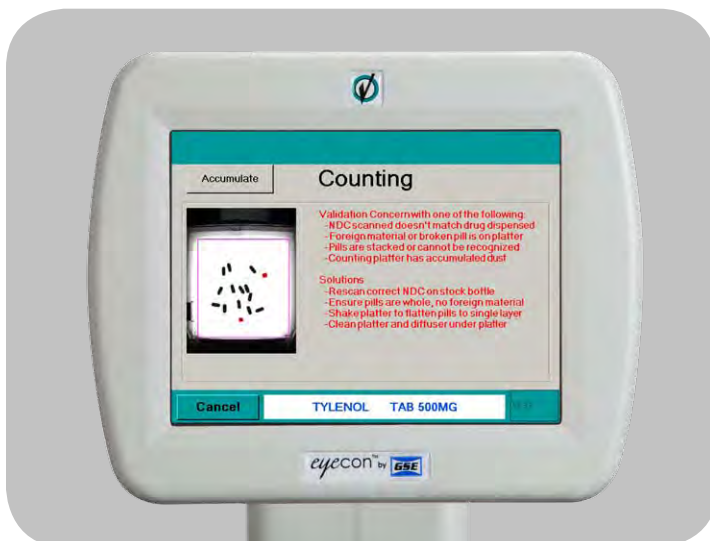 Accumulate
Counting
Validation Concern with one of the following:
-NDC scanned doesn't match drug dispensed
-Foreign material or broken pill is on platter
-Pills are stacked or cannot be recognized
-Counting platter has accumulated dust
Solutions
-Rescan correct NDC on stock bottle
-Ensure pills are whole, no foreign material
-Shake platter to flatten pills to single layer
-Clean platter and diffuser under platter
Cancel
TYLENOL TAB 500MG
eyecon™ by GSE